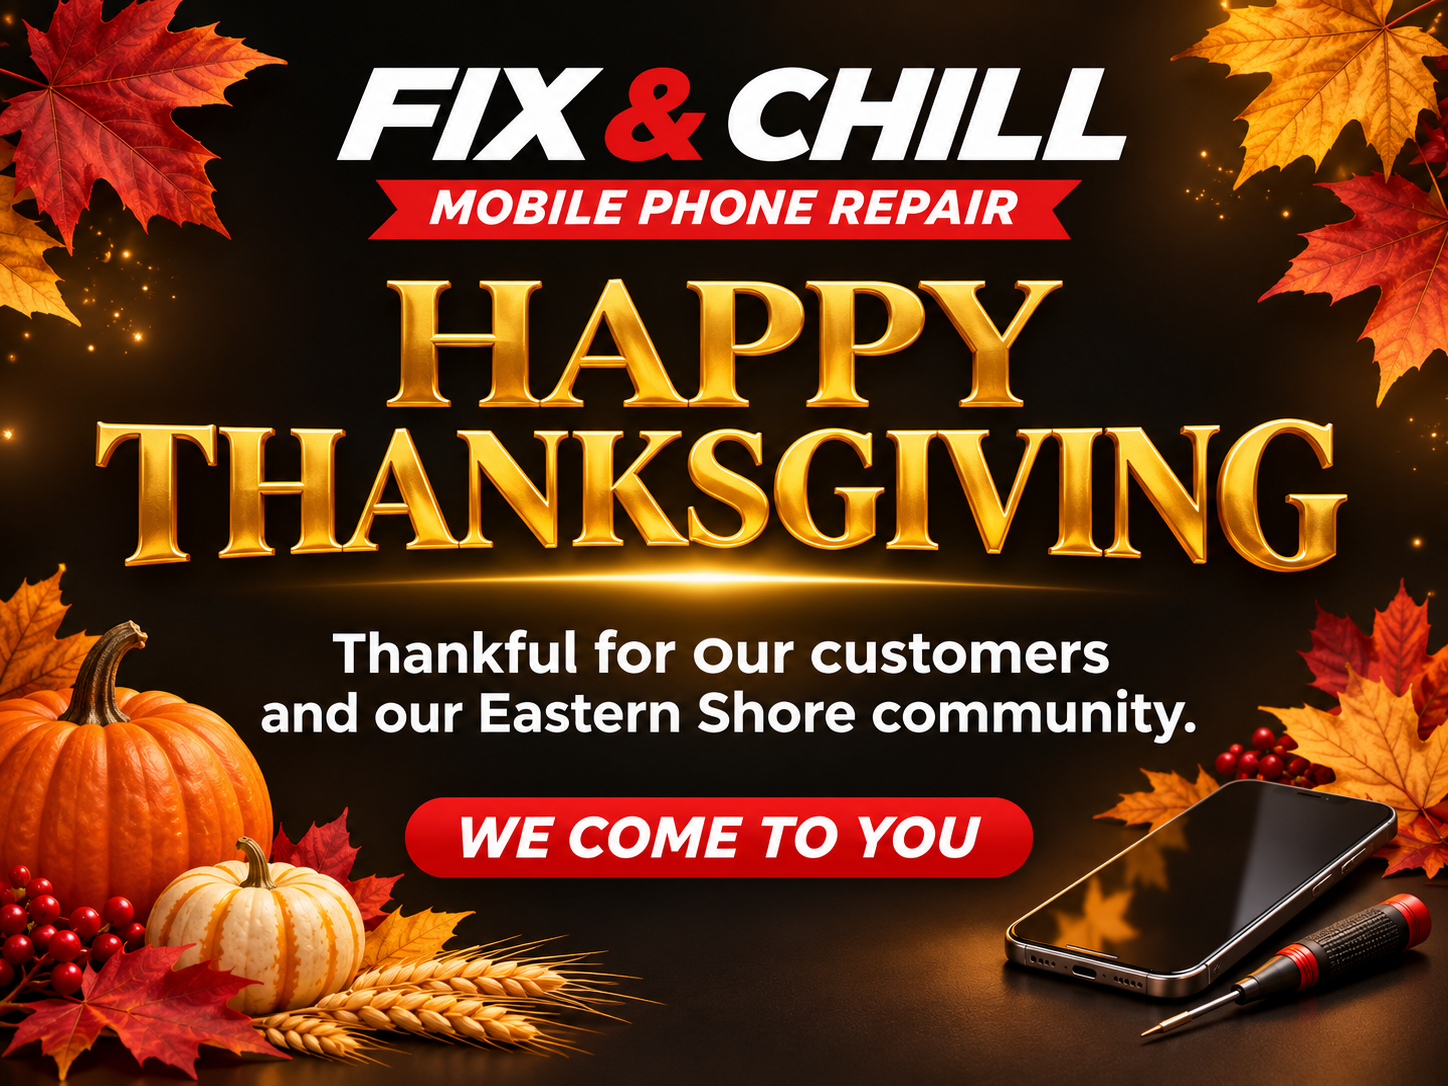 FIX & CHILL
MOBILE PHONE REPAIR
HAPPY
THANKSGIVING
Thankful for Our customers
and our Eastern Shore community.
WE COME TO YOU